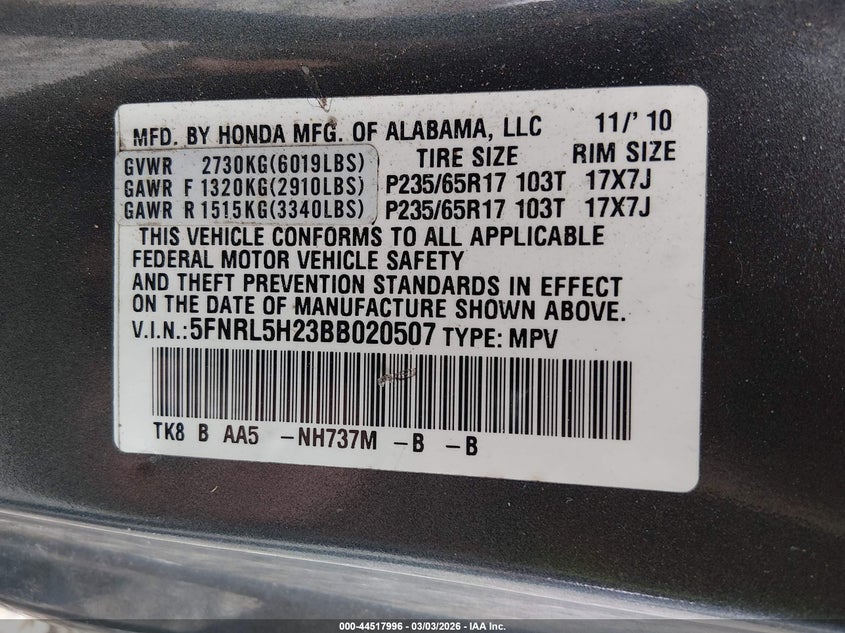 MFD. BY HONDA MFG. OF ALABAMA, LLC 11/' 10
GVWR 2730KG(6019LBS) TIRE SIZE RIM SIZE
GAWR F 1320KG(2910LBS) P235/65R17 103T 17X7J
GAWR R 1515KG(3340LBS) P235/65R17 103T 17X7J
THIS VEHICLE CONFORMS TO ALL APPLICABLE
FEDERAL MOTOR VEHICLE SAFETY
AND THEFT PREVENTION STANDARDS IN EFFECT
ON THE DATE OF MANUFACTURE SHOWN ABOVE.
V.I.N.:5FNRL5H23BB020507 TYPE: MPV
TK8 B AA5 -NH737M -B -B
000-44517996 - 03/03/2026 - IAA Inc.